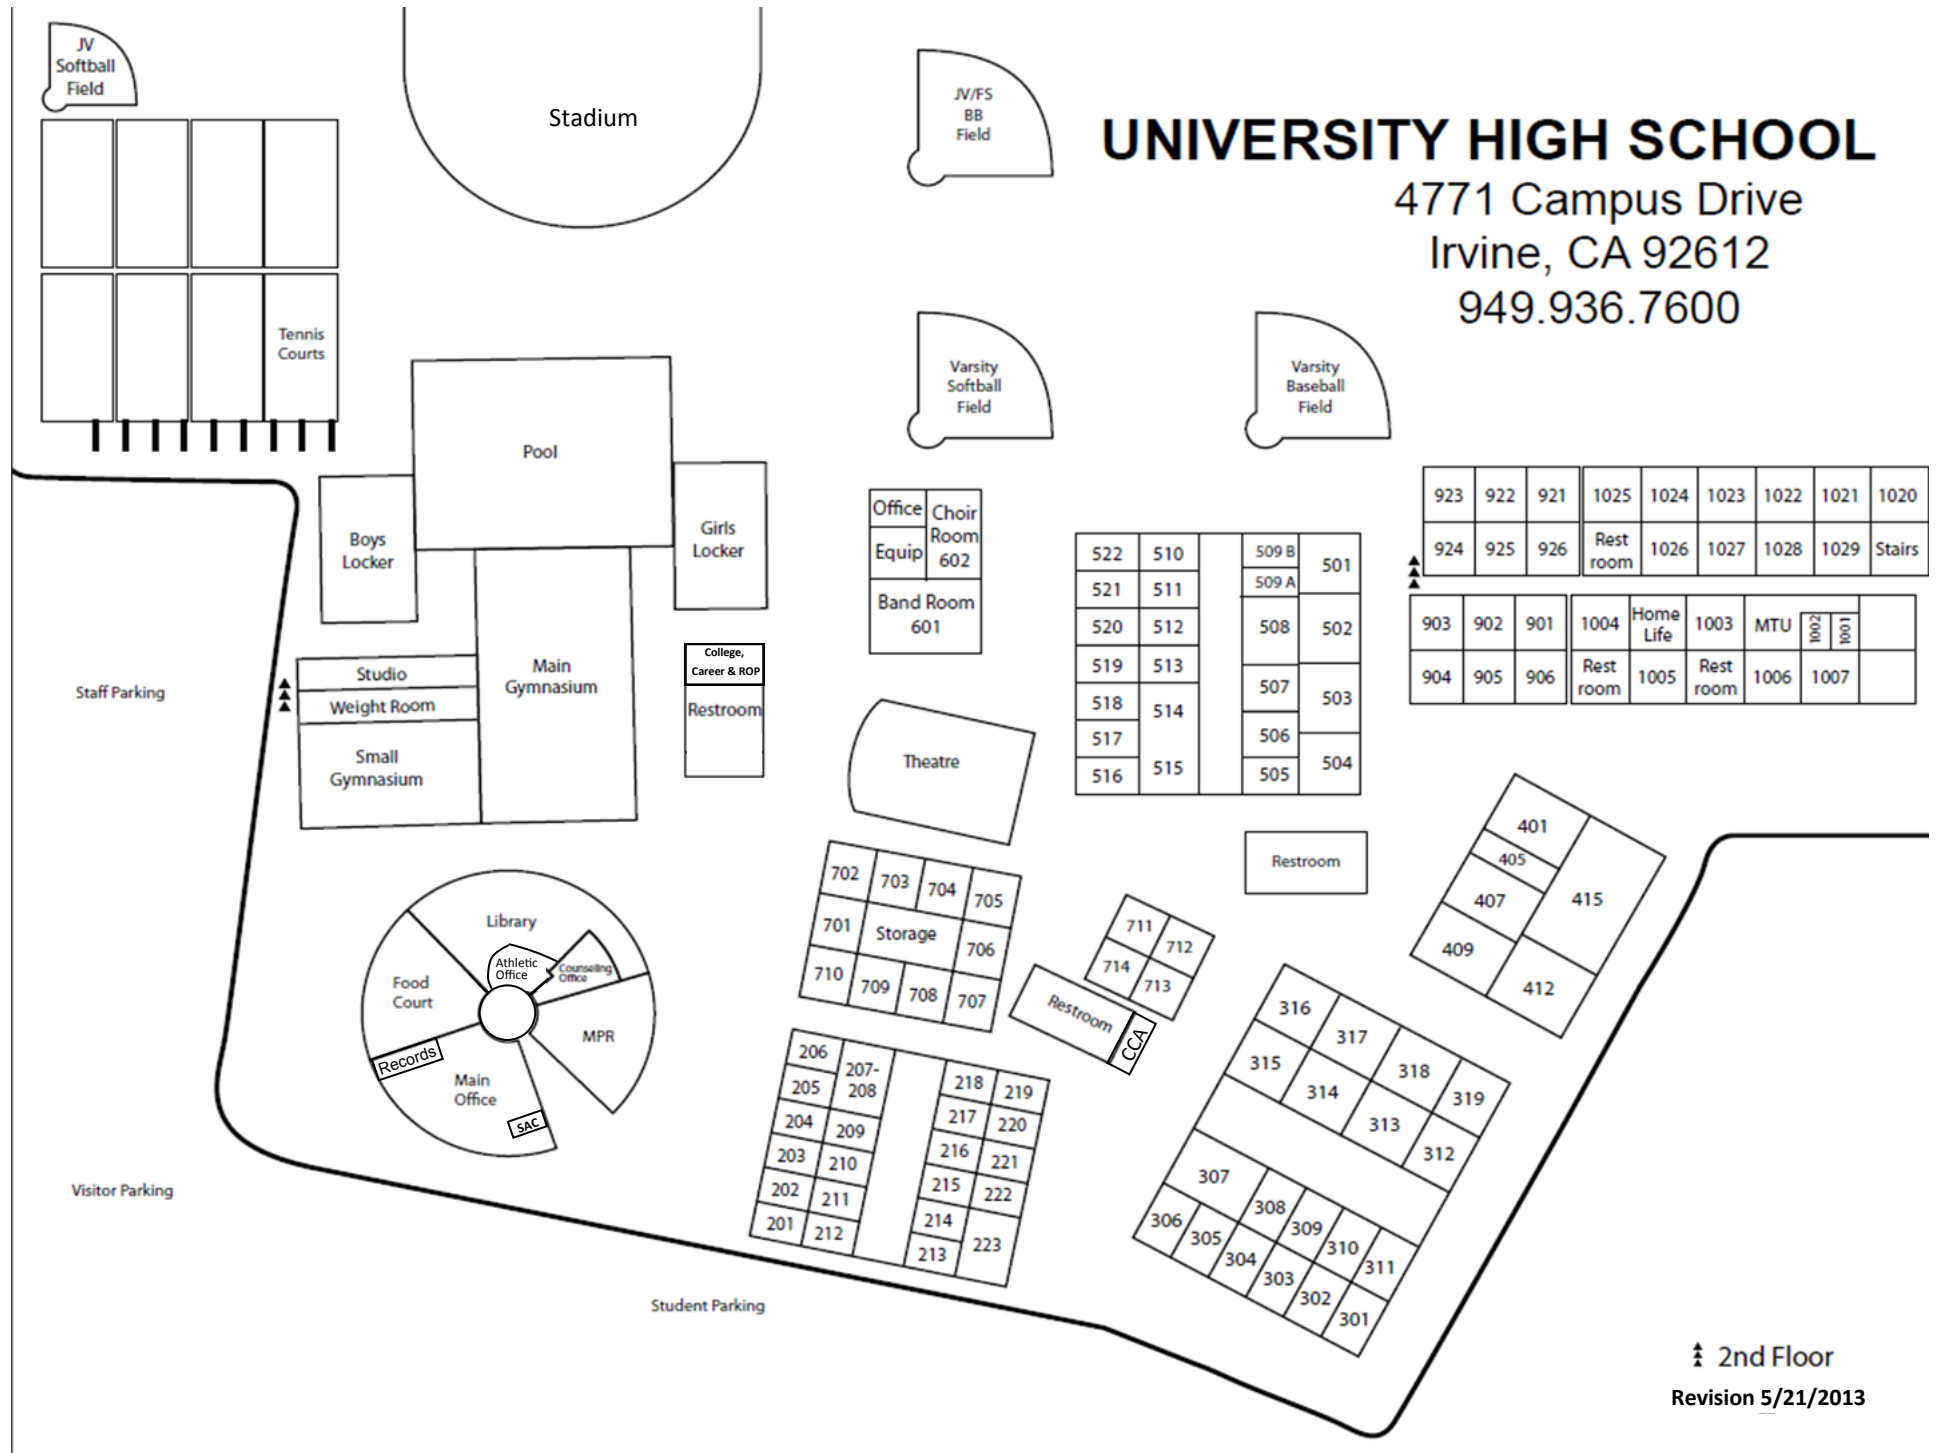 JV
Softball
Field
Stadium
JV/FS
BB
Field
UNIVERSITY HIGH SCHOOL
4771 Campus Drive
Irvine, CA 92612
949.936.7600
Tennis
Courts
Varsity
Softball
Field
Varsity
Baseball
Field
Pool
Boys
Locker
Girls
Locker
Main
Gymnasium
Studio
Weight Room
Small
Gymnasium
College,
Career & ROP
Restroom
Staff Parking
Office
Equip
Choir
Room
602
Band Room
601
Theatre
522 510 509 B 501
521 511 509 A
520 512 508 502
519 513
518 514 507 503
517 506
516 515 505 504
923 922 921 1025 1024 1023 1022 1021 1020
924 925 926 Rest room 1026 1027 1028 1029 Stairs
903 902 901 1004 Home Life 1003 MTU 1002 1001
904 905 906 Rest room 1005 Rest room 1006 1007
Restroom
401
405
407
409
415
412
Library
Athletic
Office
Counseling
Office
Food
Court
MPR
Records
Main
Office
SAC
702 703 704 705
701 Storage 706
710 709 708 707
711 712
714 713
Restroom
CCA
206 207-
208
205
204 209
203 210
202 211
201 212
218 219
217 220
216 221
215 222
214 223
213
316 317 318 319
315 314 313 312
307 308 309 310 311
306 305 304 303 302 301
Visitor Parking
Student Parking
2nd Floor
Revision 5/21/2013